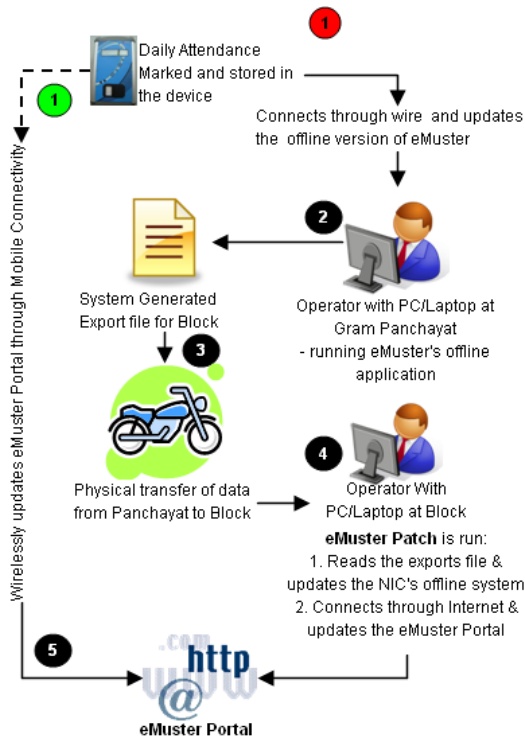 1
Daily Attendance
Marked and stored in
the device
1
Connects through wire and updates
the offline version of eMuster
Wirelessly updates eMuster Portal through Mobile Connectivity
2
System Generated
Export file for Block
Operator with PC/Laptop at
Gram Panchayat
- running eMuster's offline
application
3
4
Physical transfer of data
from Panchayat to Block
Operator With
PC/Laptop at Block
eMuster Patch is run:
1. Reads the exports file &
updates the NIC's offline system
2. Connects through Internet &
updates the eMuster Portal
5
.com
http
www
@
eMuster Portal